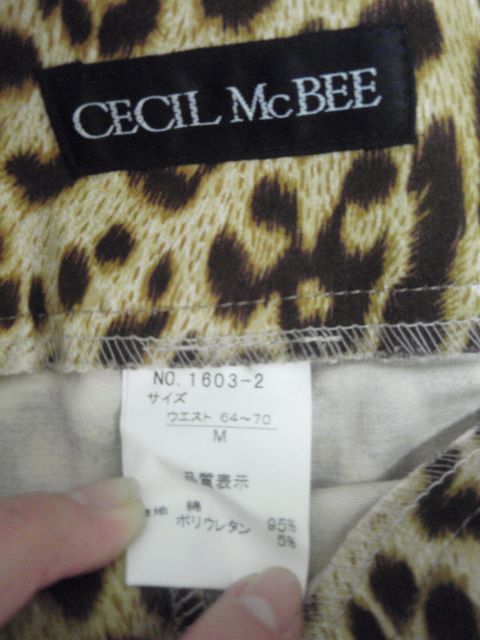 CECIL McBEE
NO. 1603-2
サイズ
ウエスト 64〜70
M
品質表示
地 綿 95%
ポリウレタン 5%